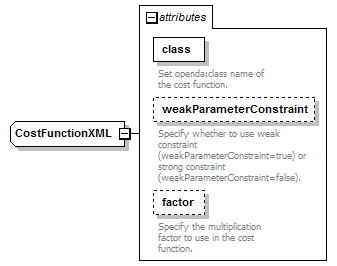 attributes
class
Set openda:class name of
the cost function.
weakParameterConstraint
CostFunctionXML
Specify whether to use weak
constraint
(weakParameterConstraint=true) or
strong constraint
(weakParameterConstraint=false).
factor
Specify the multiplication
factor to use in the cost
function.